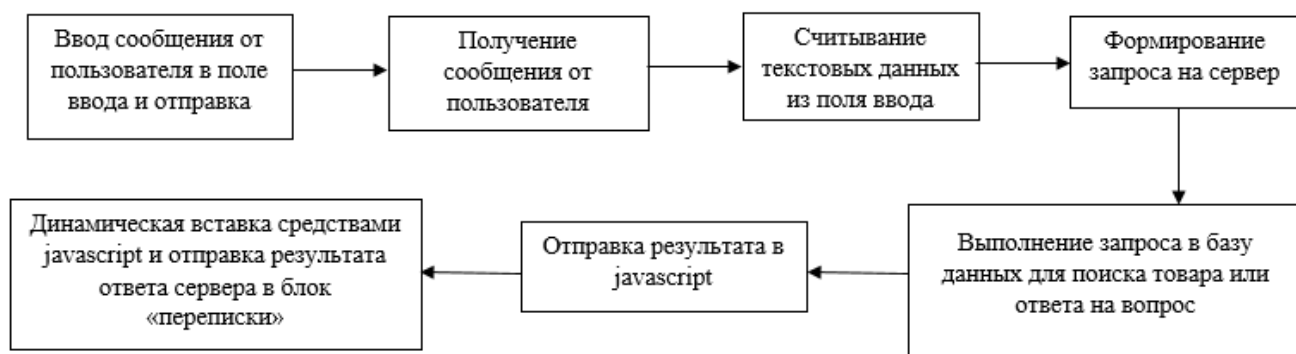 Ввод сообщения от
пользователя в поле
ввода и отправка
Получение
сообщения от
пользователя
Считывание
текстовых данных
из поля ввода
Формирование
запроса на сервер
Выполнение запроса в базу
данных для поиска товара или
ответа на вопрос
Отправка результата в
javascript
Динамическая вставка средствами
javascript и отправка результата
ответа сервера в блок
«переписки»